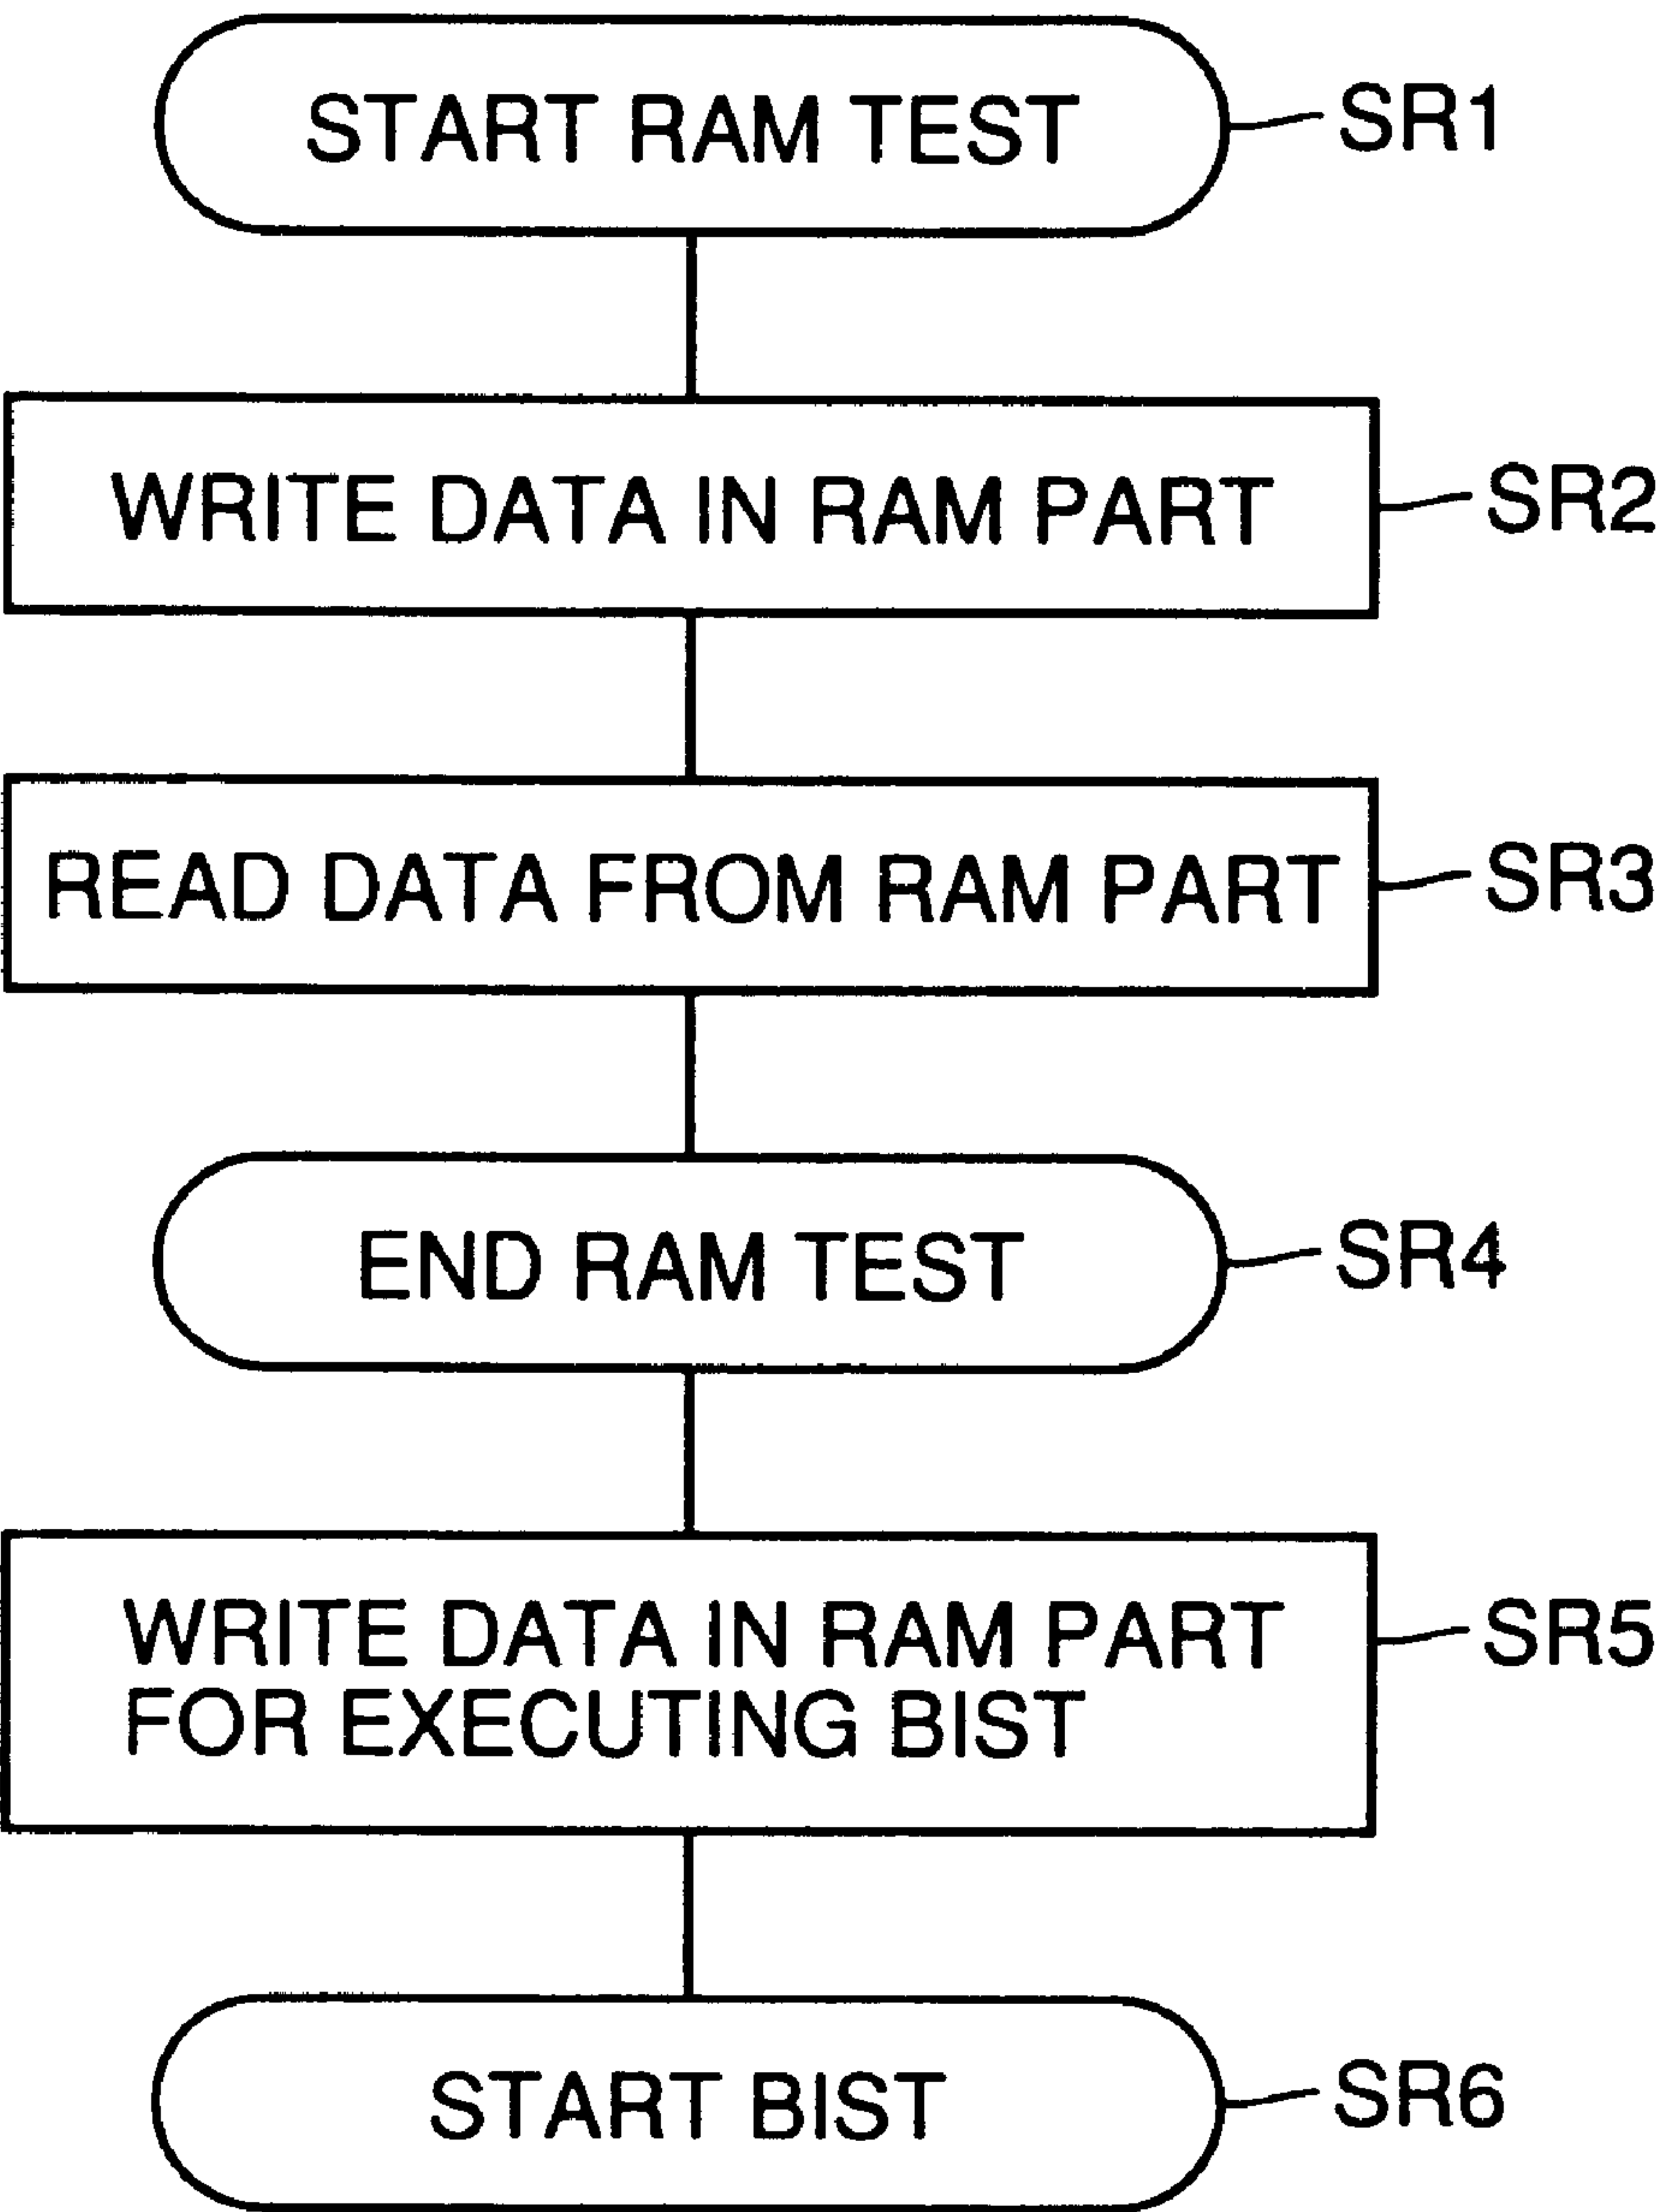 START RAM TEST
SR1
WRITE DATA IN RAM PART
SR2
READ DATA FROM RAM PART
SR3
END RAM TEST
SR4
WRITE DATA IN RAM PART
FOR EXECUTING BIST
SR5
START BIST
SR6